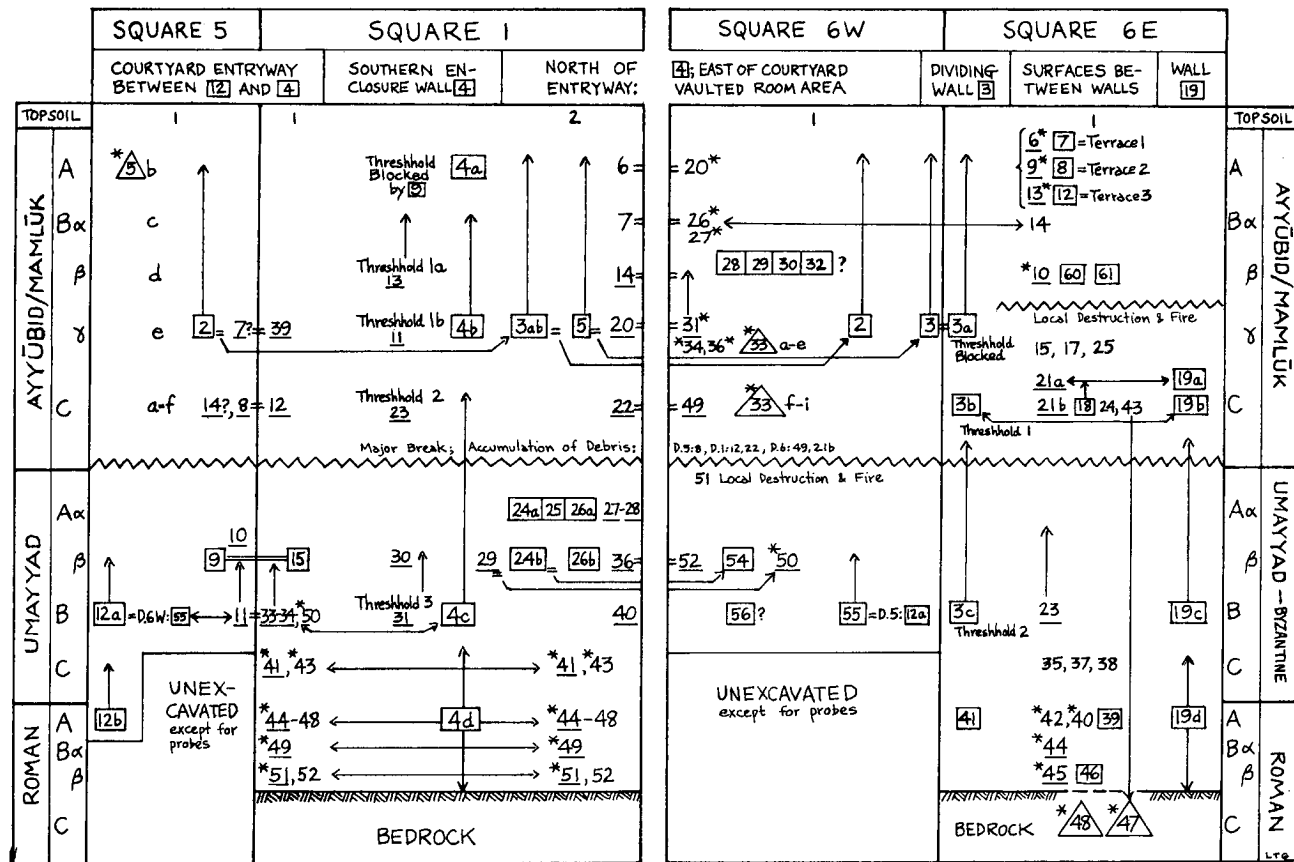 SQUARE 5 SQUARE 1 SQUARE 6W SQUARE 6E
COURTYARD ENTRYWAY BETWEEN 12 AND 4
SOUTHERN EN-
CLOSURE WALL 4
NORTH OF
ENTRYWAY:
4; EAST OF COURTYARD
VAULTED ROOM AREA
DIVIDING
WALL 3
SURFACES BE-
TWEEN WALLS
WALL
19
TOPSOIL 1 1 2 1 1 TOPSOIL
AYYŪBID/MAMLŪK
A *5 b Threshhold Blocked by 9 4a 6= =20* A
6* 7 =Terrace 1
9* 8 =Terrace 2
13* 12 =Terrace 3
Bα c 7= =26* 14 Bα
27*
β d Threshhold 1a 14= 28 29 30 32 ? *10 60 61 β
13
Local Destruction & Fire
γ e 2 = 7?= 39 Threshhold 1b 4b 3ab = 5 = 20= =31* 2 3 = 3a γ
11
*34, 36* *33 a-e Threshhold Blocked 15, 17, 25
21a 19a
C a=f 14?, 8= 12 Threshhold 2 22= =49 *33 f-i 3b 21b 18 24, 43 19b C
23
Threshhold 1
Major Break; Accumulation of Debris: D.5:8, D.1:12,22, D.6:49,21b
AYYŪBID/MAMLŪK
UMAYYAD
51 Local Destruction & Fire
Aα 24a 25 26a 27-28 Aα
10
β 9 15 30 29= 24b = 26b 36= =52 54 *50 β
B 12a =D.6W: 55 11= 33-34, *50 Threshhold 3 4c 40 56? 55 =D.5: 12a 3c 23 19c B
31
Threshhold 2
C *41, *43 *41, *43 35, 37, 38 C
UMAYYAD – BYZANTINE
UNEX-
CAVATED
except for
probes
UNEXCAVATED
except for probes
ROMAN
A 12b *44-48 4d *44-48 41 *42, *40 39 19d A
Bα *49 *49 *44 Bα
β *51, 52 *51, 52 *45 46 β
C BEDROCK BEDROCK *48 *47 C
ROMAN
LTG